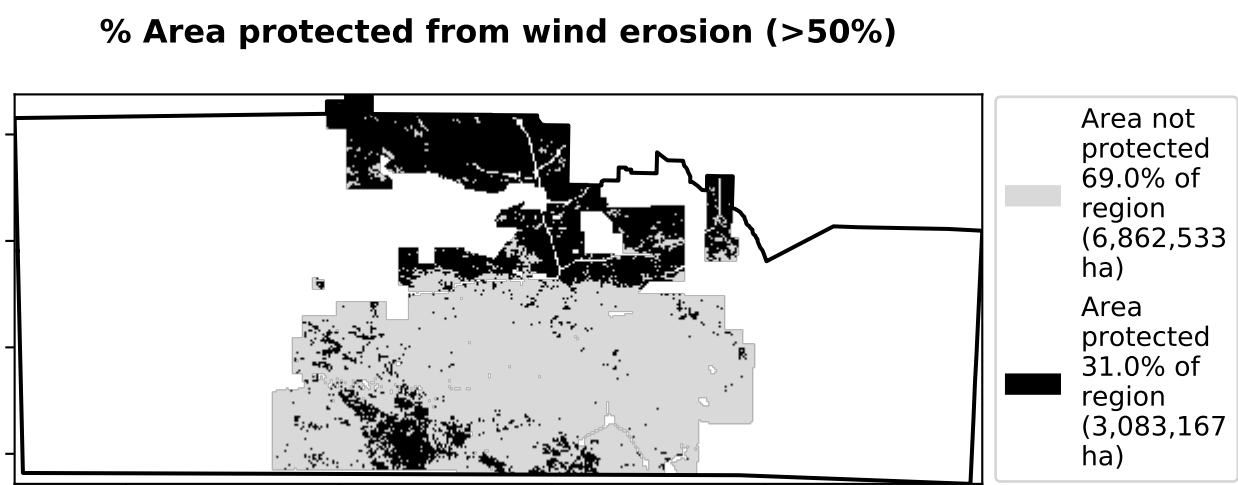 % Area protected from wind erosion (>50%)
Area not
protected
69.0% of
region
(6,862,533
ha)
Area
protected
31.0% of
region
(3,083,167
ha)